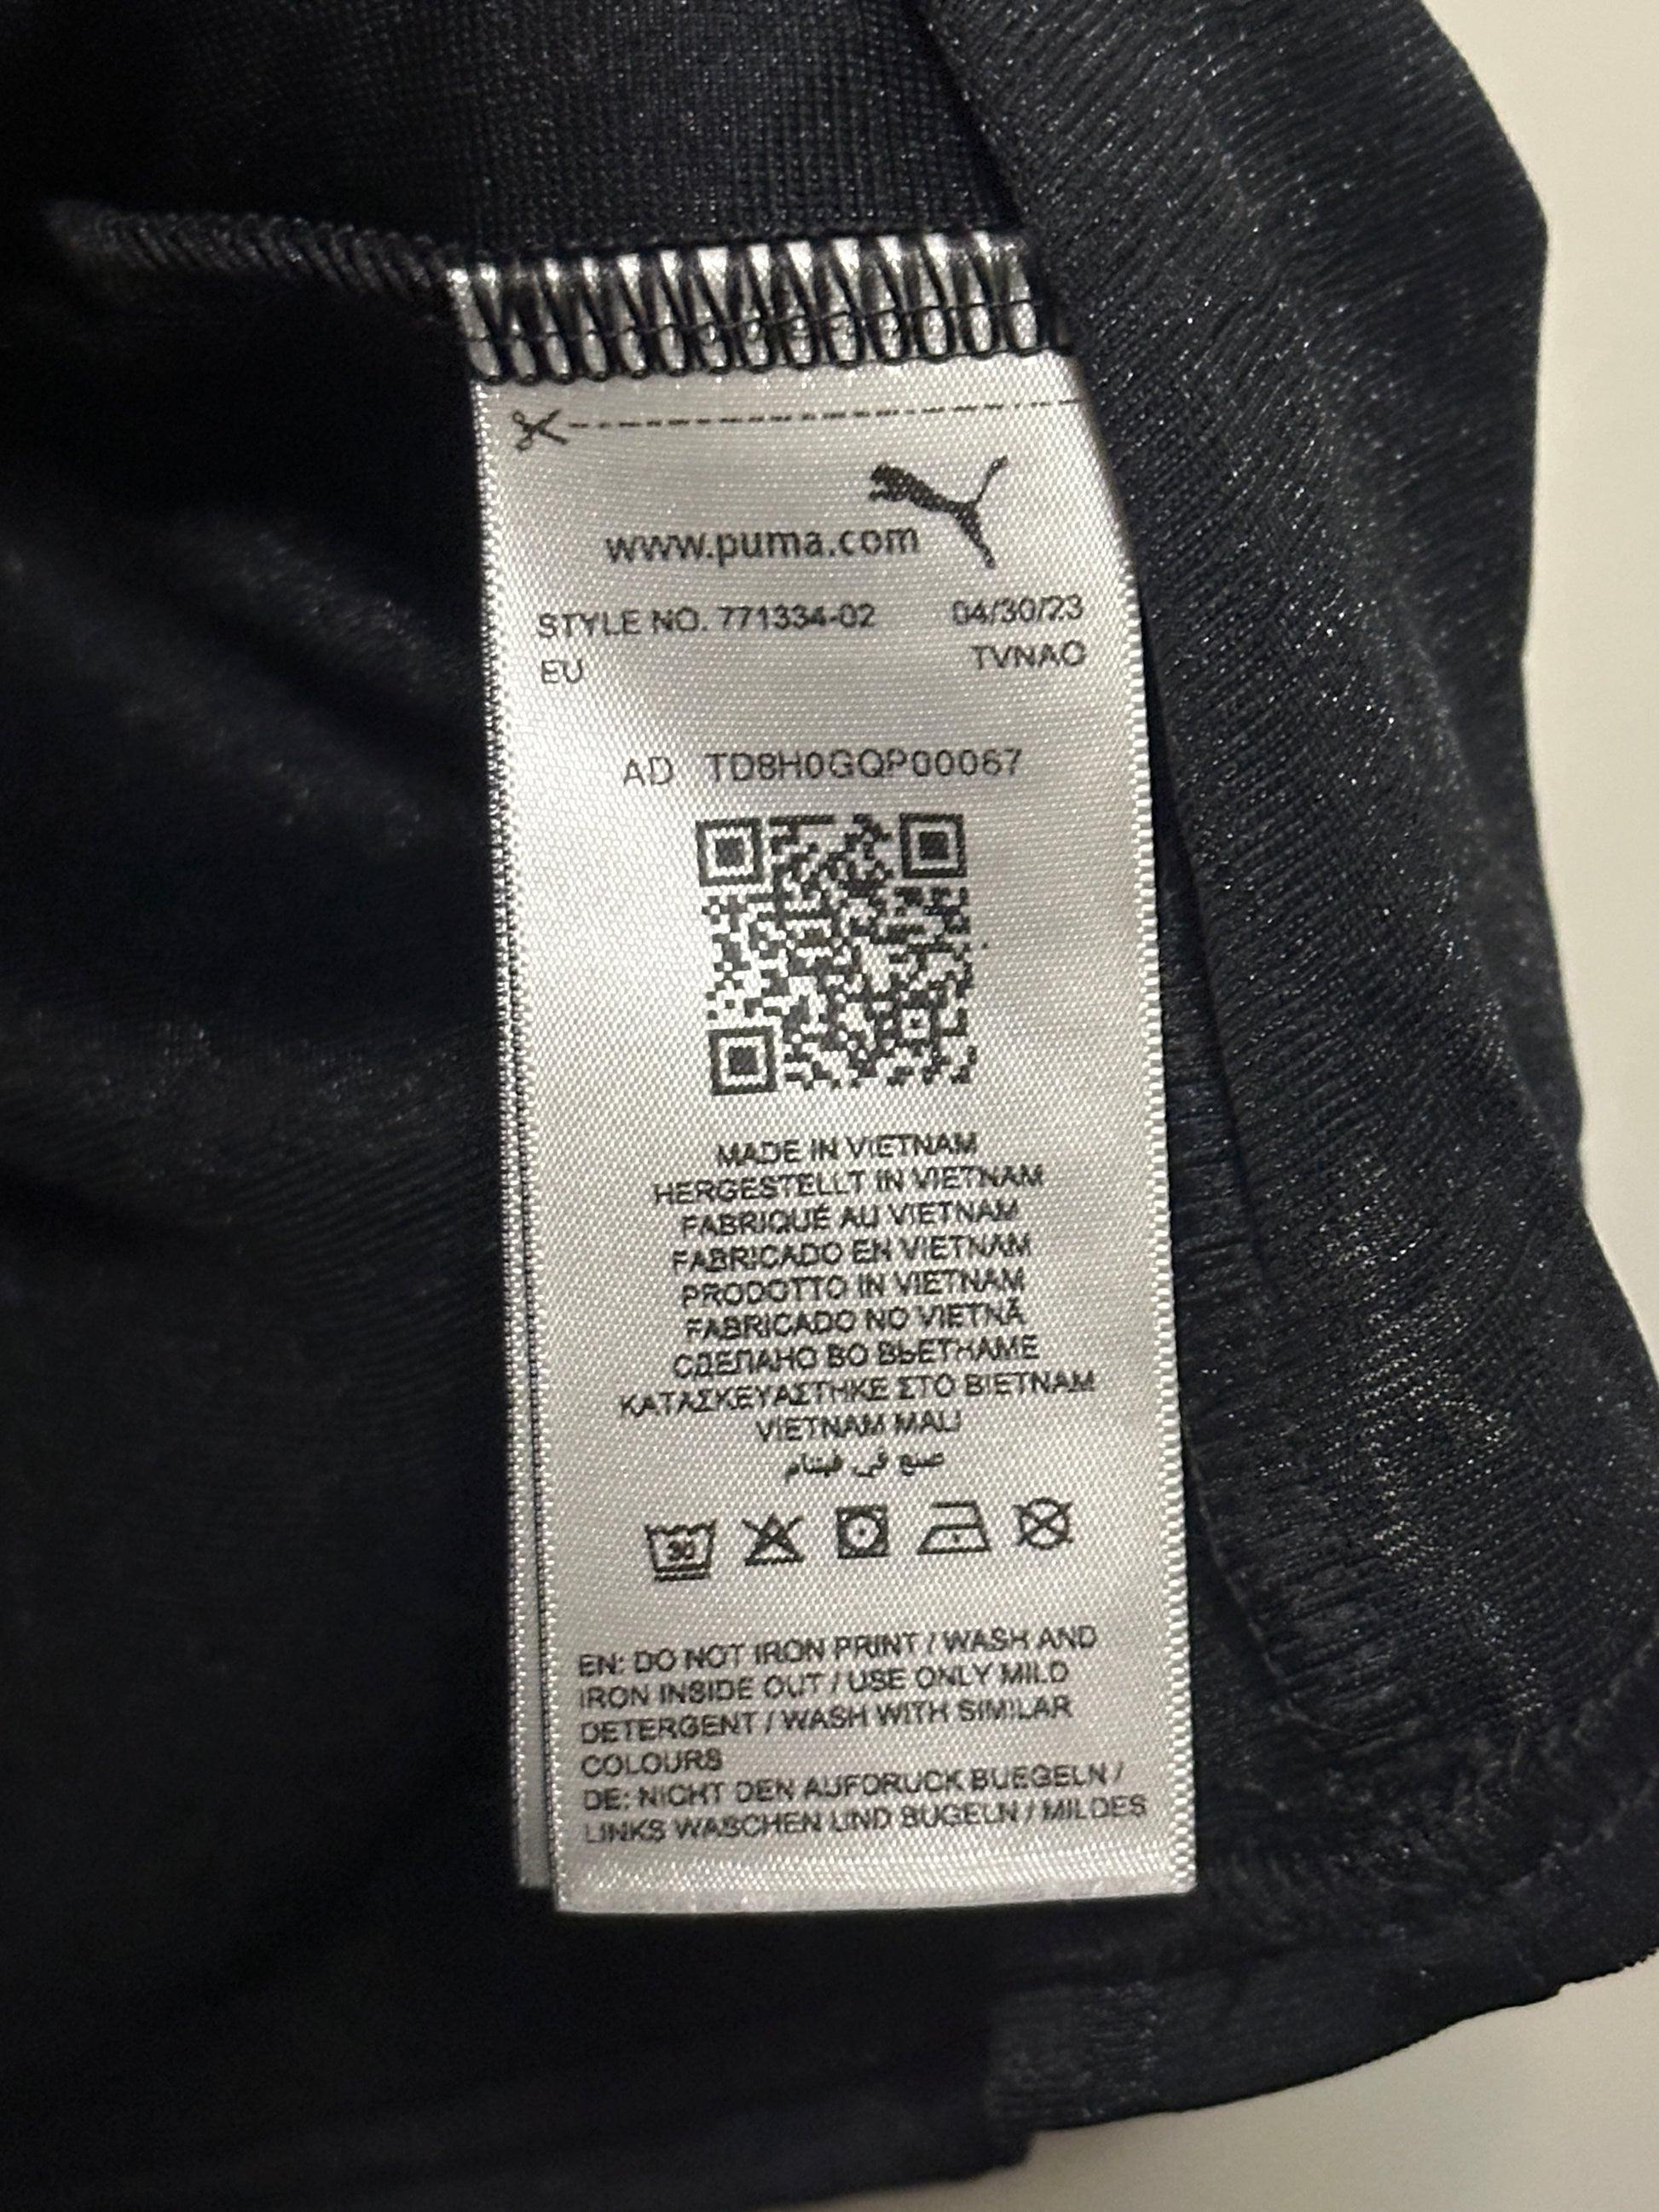 www.puma.com
STYLE NO. 771334-02 04/30/23
EU TVNAO
AD TD8H0GQP00067
MADE IN VIETNAM
HERGESTELLT IN VIETNAM
FABRIQUÉ AU VIETNAM
FABRICADO EN VIETNAM
PRODOTTO IN VIETNAM
FABRICADO NO VIETNÃ
СДЕЛАНО ВО ВЬЕТНАМЕ
ΚΑΤΑΣΚΕΥΑΣΤΗΚΕ ΣΤΟ ΒΙΕΤΝΑΜ
VIETNAM MALI
صنع في فيتنام
30
EN: DO NOT IRON PRINT / WASH AND
IRON INSIDE OUT / USE ONLY MILD
DETERGENT / WASH WITH SIMILAR
COLOURS
DE: NICHT DEN AUFDRUCK BUEGELN /
LINKS WASCHEN UND BUGELN / MILDES